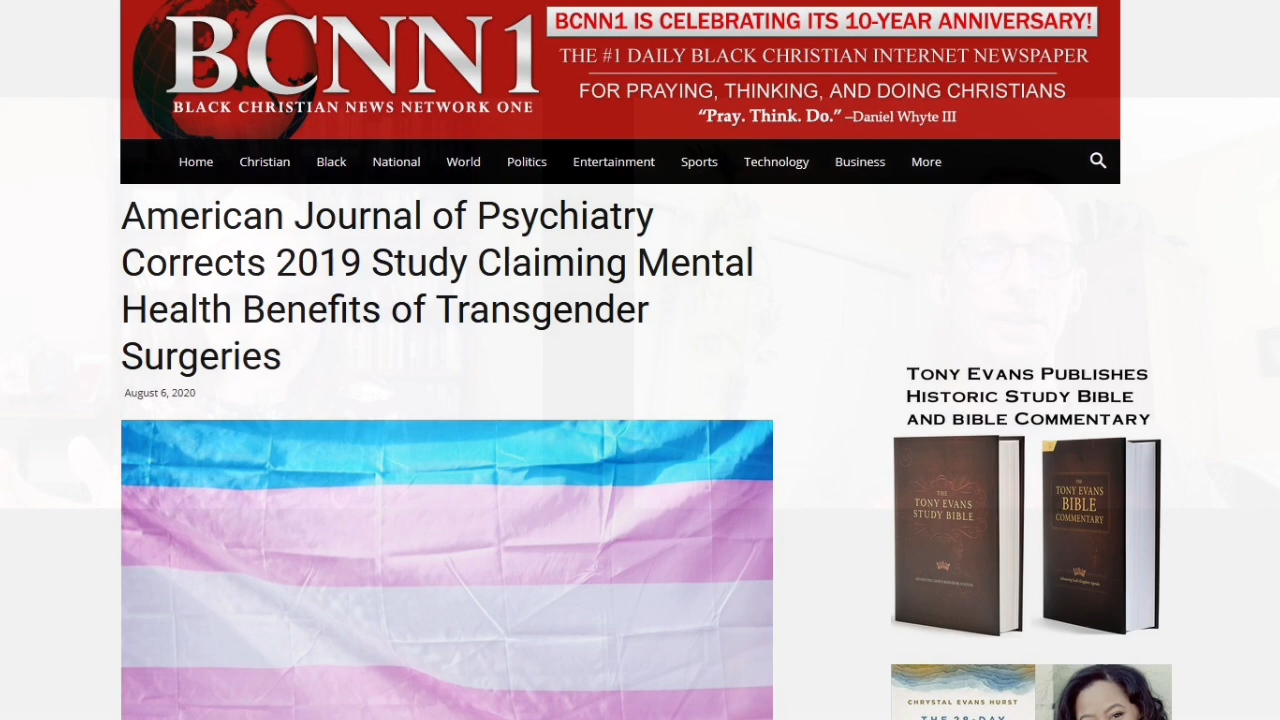 BCNN1
BLACK CHRISTIAN NEWS NETWORK ONE
BCNN1 IS CELEBRATING ITS 10-YEAR ANNIVERSARY!
THE #1 DAILY BLACK CHRISTIAN INTERNET NEWSPAPER
FOR PRAYING, THINKING, AND DOING CHRISTIANS
“Pray. Think. Do.” –Daniel Whyte III
Home Christian Black National World Politics Entertainment Sports Technology Business More
American Journal of Psychiatry
Corrects 2019 Study Claiming Mental
Health Benefits of Transgender
Surgeries
August 6, 2020
TONY EVANS PUBLISHES
HISTORIC STUDY BIBLE
AND BIBLE COMMENTARY
THE
TONY EVANS
STUDY BIBLE
THE
TONY EVANS
BIBLE
COMMENTARY
CHRYSTAL EVANS HURST
THE 28-DAY